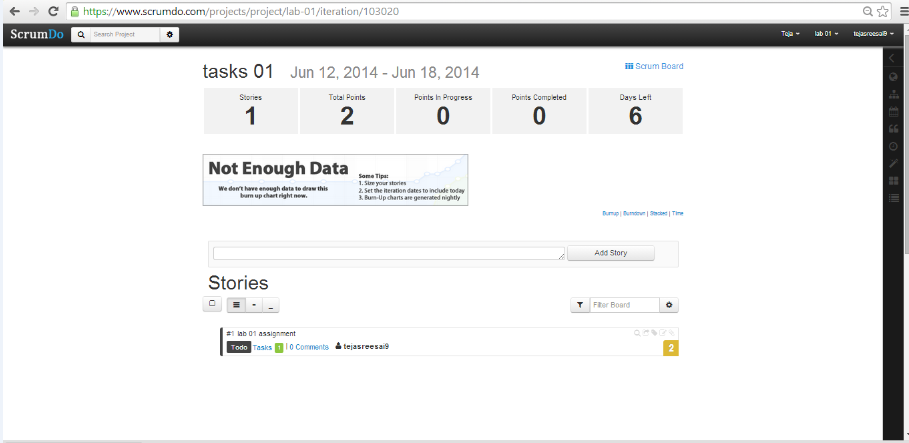 https://www.scrumdo.com/projects/project/lab-01/iteration/103020
ScrumDo Search Project Teja lab 01 tejasreesai9
tasks 01 Jun 12, 2014 - Jun 18, 2014 Scrum Board
Stories Total Points Points In Progress Points Completed Days Left
1 2 0 0 6
Not Enough Data
We don't have enough data to draw this
burn up chart right now.
Some Tips:
1. Size your stories
2. Set the iteration dates to include today
3. Burn-Up charts are generated nightly
Burnup | Burndown | Stacked | Time
Add Story
Stories
Filter Board
#1 lab 01 assignment
Todo Tasks 1 | 0 Comments tejasreesai9 2